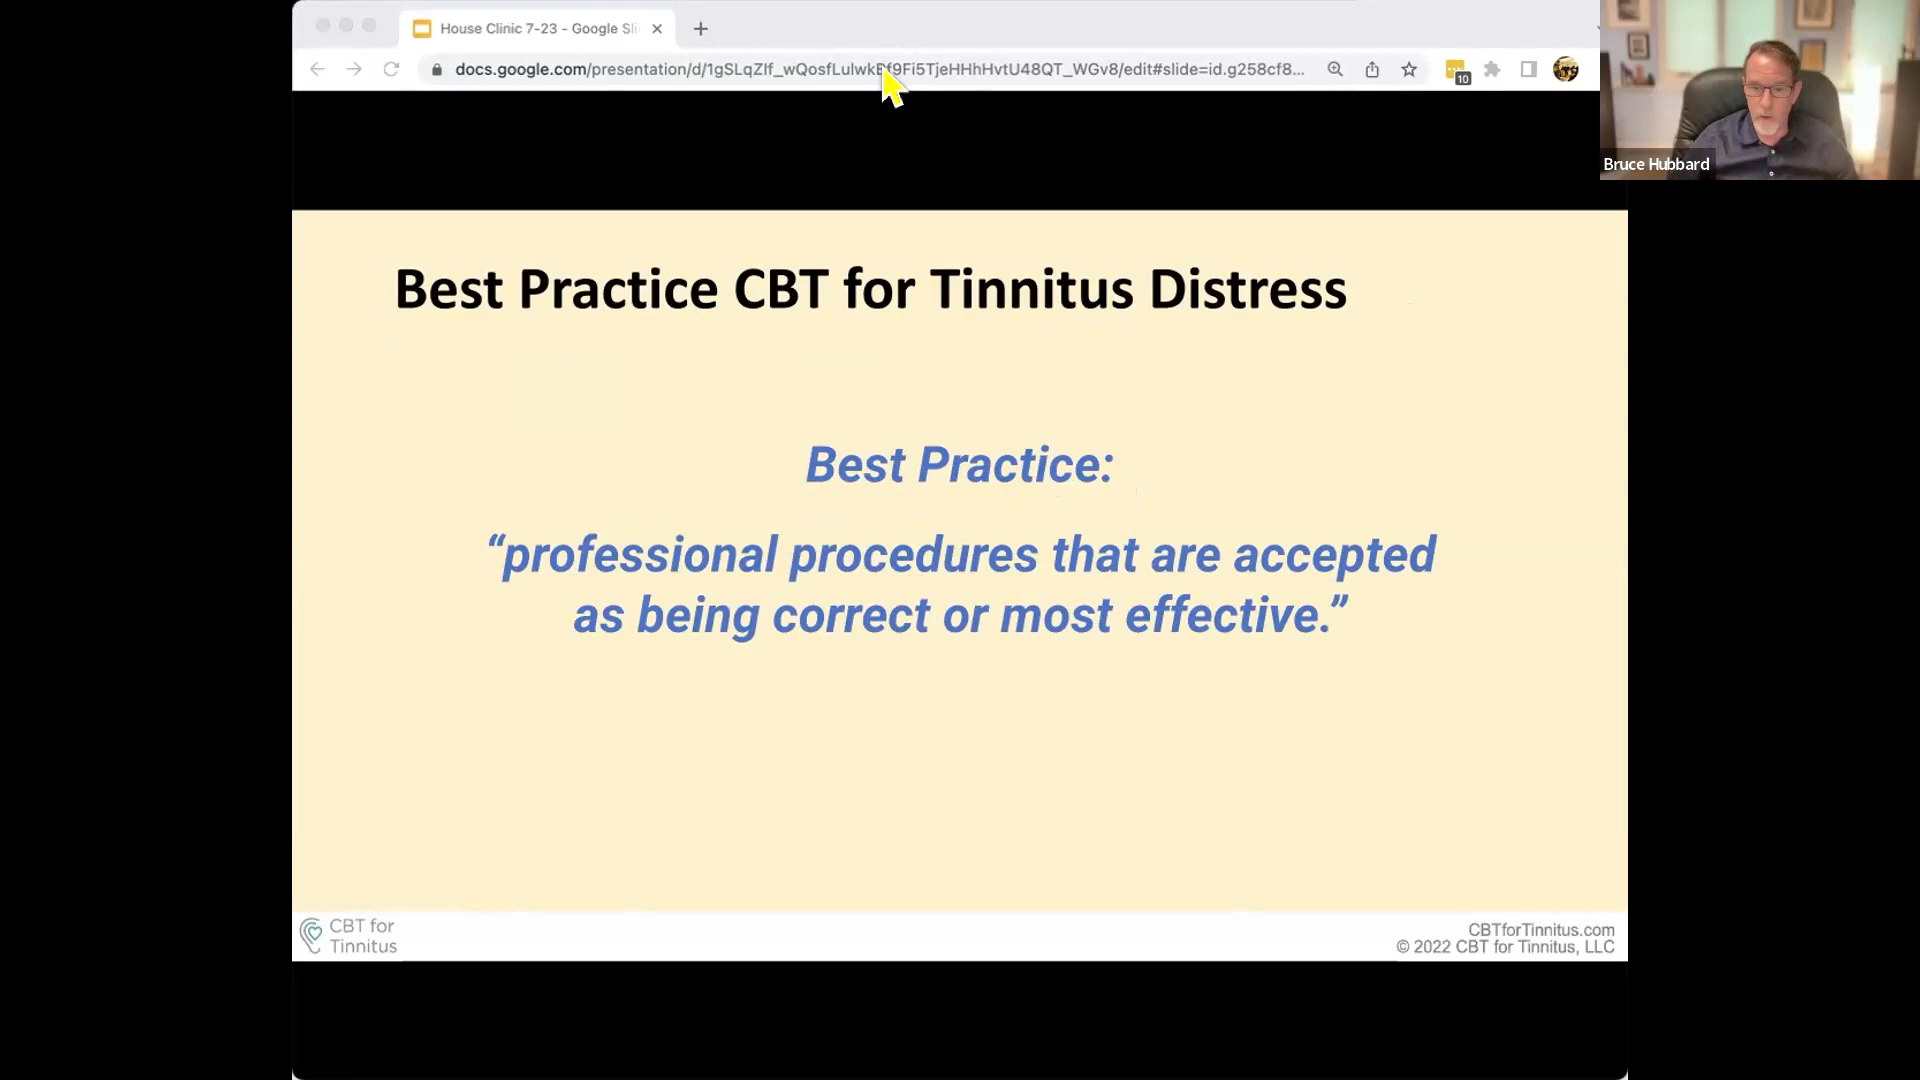 House Clinic 7-23 - Google Sli
docs.google.com/presentation/d/1gSLqZIf_wQosfLulwkEf9Fi5TjeHHhHvtU48QT_WGv8/edit#slide=id.g258cf8...
10
Bruce Hubbard
Best Practice CBT for Tinnitus Distress
Best Practice:
“professional procedures that are accepted
as being correct or most effective.”
CBT for
Tinnitus
CBTforTinnitus.com
© 2022 CBT for Tinnitus, LLC